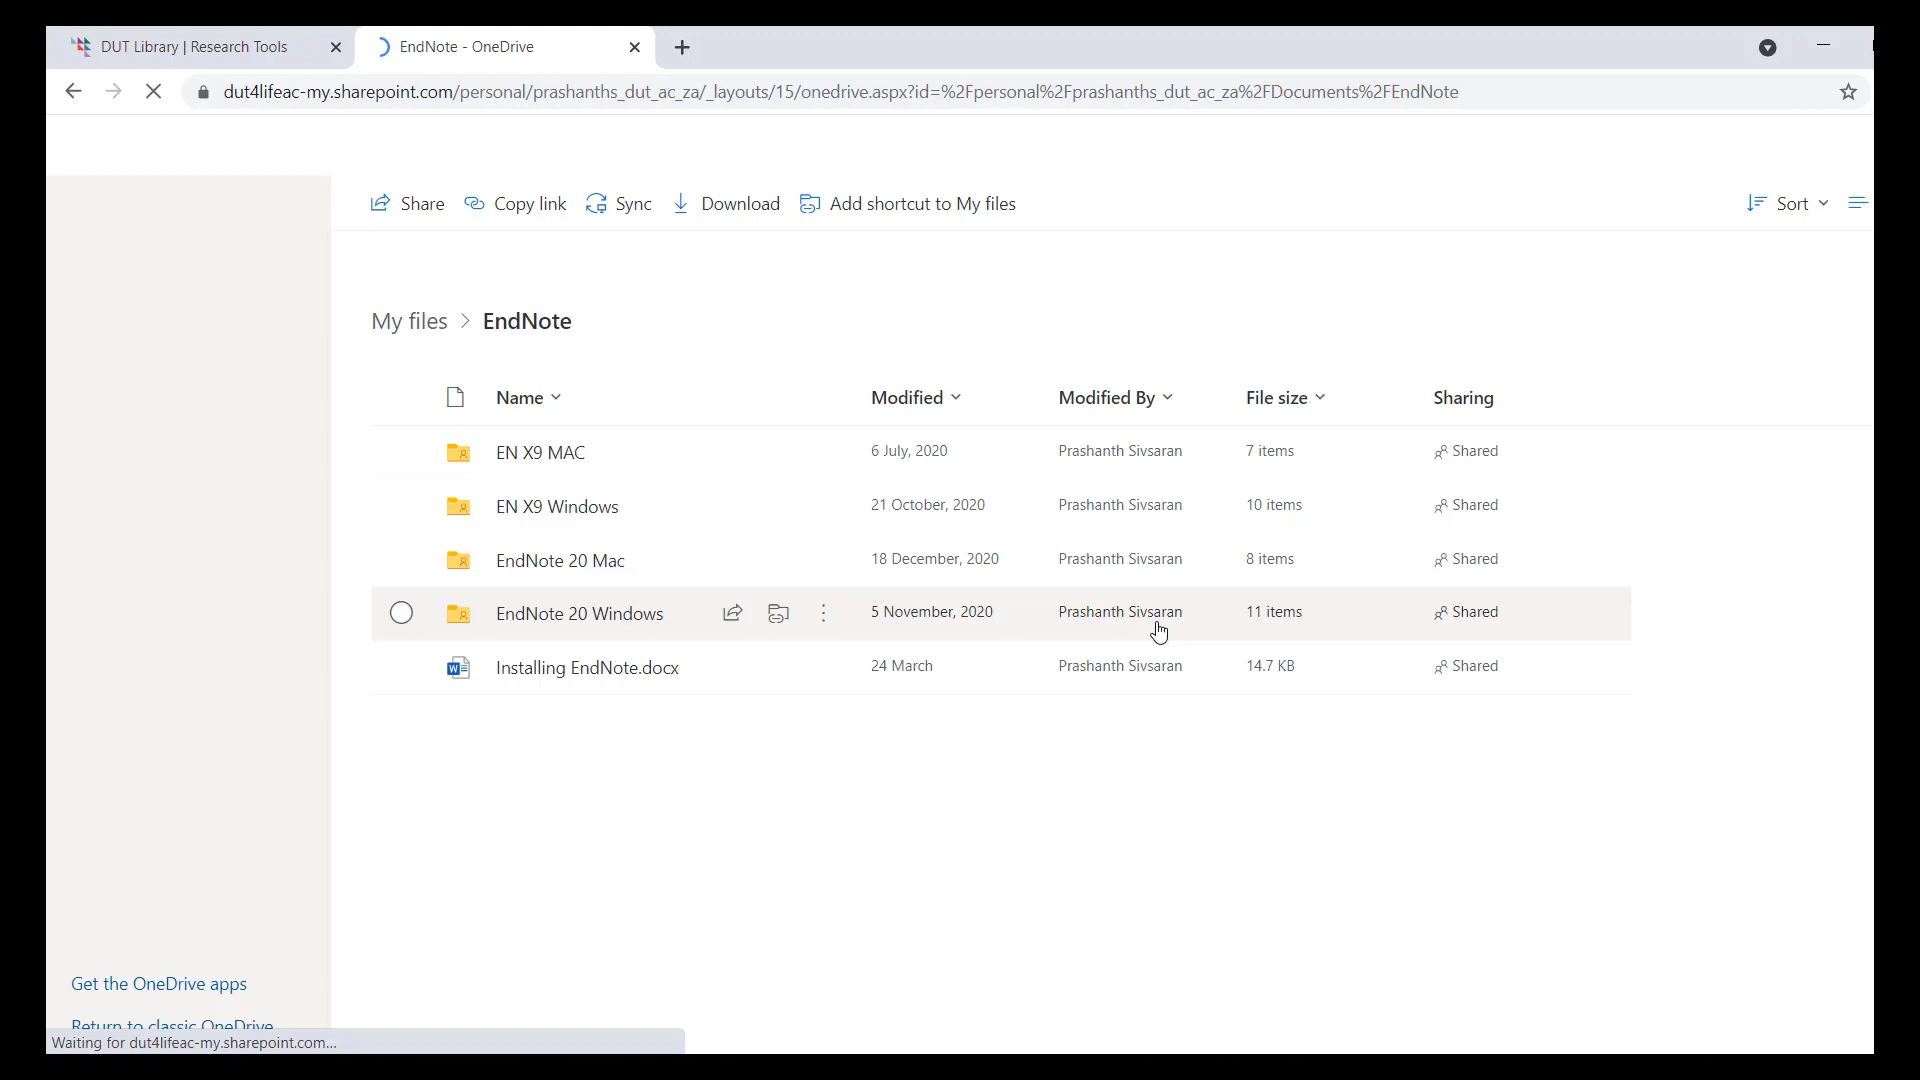 DUT Library | Research Tools
EndNote - OneDrive
dut4lifeac-my.sharepoint.com/personal/prashanths_dut_ac_za/_layouts/15/onedrive.aspx?id=%2Fpersonal%2Fprashanths_dut_ac_za%2FDocuments%2FEndNote
Share Copy link Sync Download Add shortcut to My files Sort
My files > EndNote
Name Modified Modified By File size Sharing
EN X9 MAC 6 July, 2020 Prashanth Sivsaran 7 items Shared
EN X9 Windows 21 October, 2020 Prashanth Sivsaran 10 items Shared
EndNote 20 Mac 18 December, 2020 Prashanth Sivsaran 8 items Shared
EndNote 20 Windows 5 November, 2020 Prashanth Sivsaran 11 items Shared
Installing EndNote.docx 24 March Prashanth Sivsaran 14.7 KB Shared
Get the OneDrive apps
Return to classic OneDrive
Waiting for dut4lifeac-my.sharepoint.com...